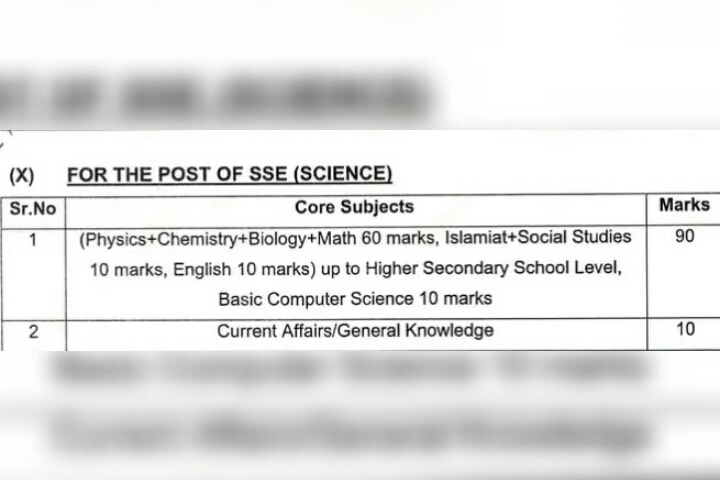 (X) FOR THE POST OF SSE (SCIENCE)
Sr.No Core Subjects Marks
1 (Physics+Chemistry+Biology+Math 60 marks, Islamiat+Social Studies 90
10 marks, English 10 marks) up to Higher Secondary School Level,
Basic Computer Science 10 marks
2 Current Affairs/General Knowledge 10